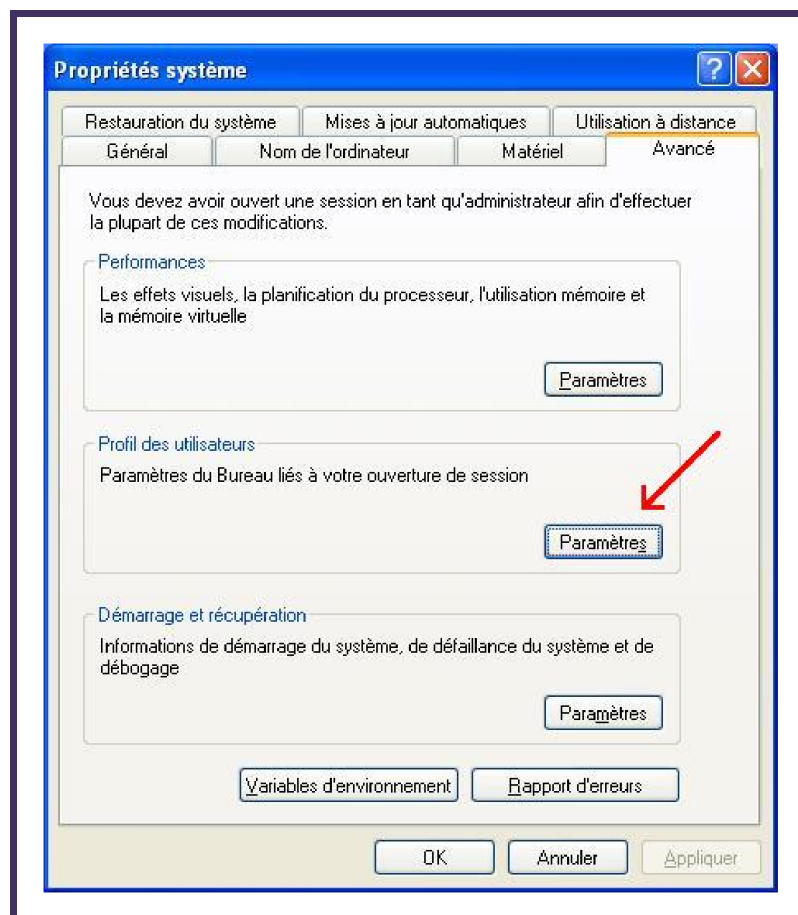 Propriétés système
Restauration du système Mises à jour automatiques Utilisation à distance
Général Nom de l'ordinateur Matériel Avancé
Vous devez avoir ouvert une session en tant qu'administrateur afin d'effectuer
la plupart de ces modifications.
Performances
Les effets visuels, la planification du processeur, l'utilisation mémoire et
la mémoire virtuelle
Paramètres
Profil des utilisateurs
Paramètres du Bureau liés à votre ouverture de session
Paramètres
Démarrage et récupération
Informations de démarrage du système, de défaillance du système et de
débogage
Paramètres
Variables d'environnement Rapport d'erreurs
OK Annuler Appliquer